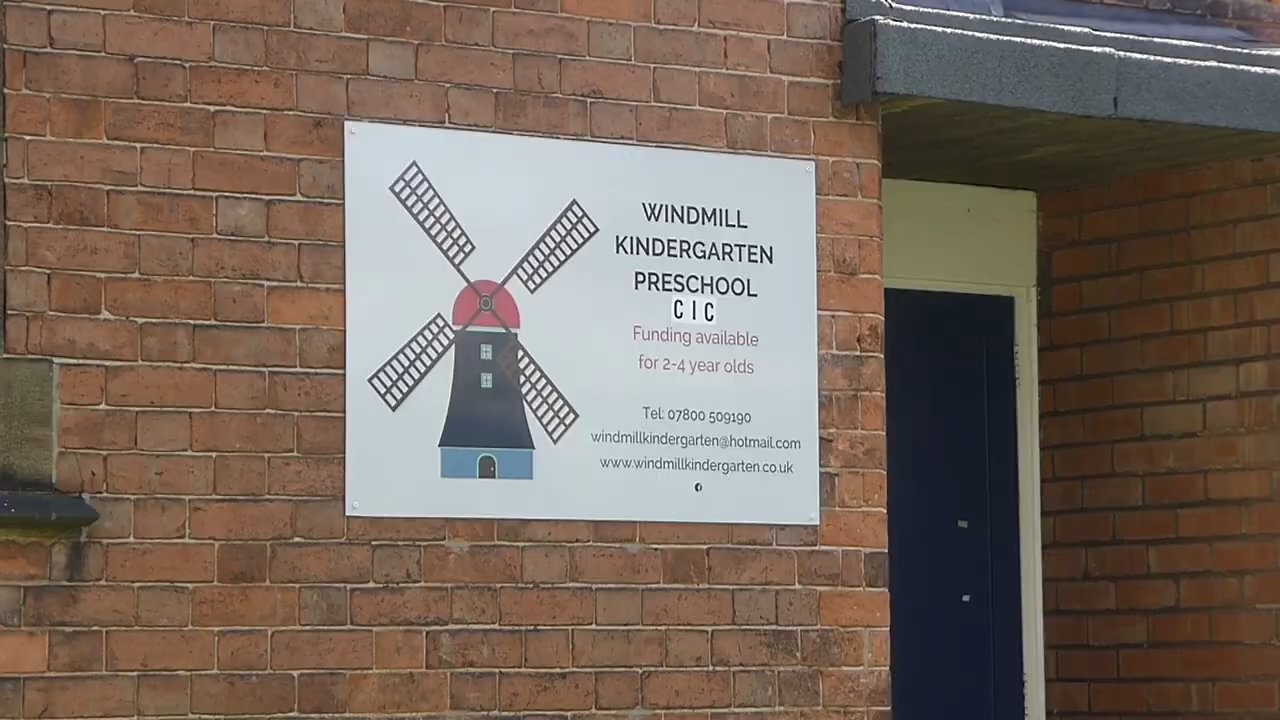 WINDMILL
KINDERGARTEN
PRESCHOOL
CIC
Funding available
for 2-4 year olds
Tel: 07800 509190
windmillkindergarten@hotmail.com
www.windmillkindergarten.co.uk